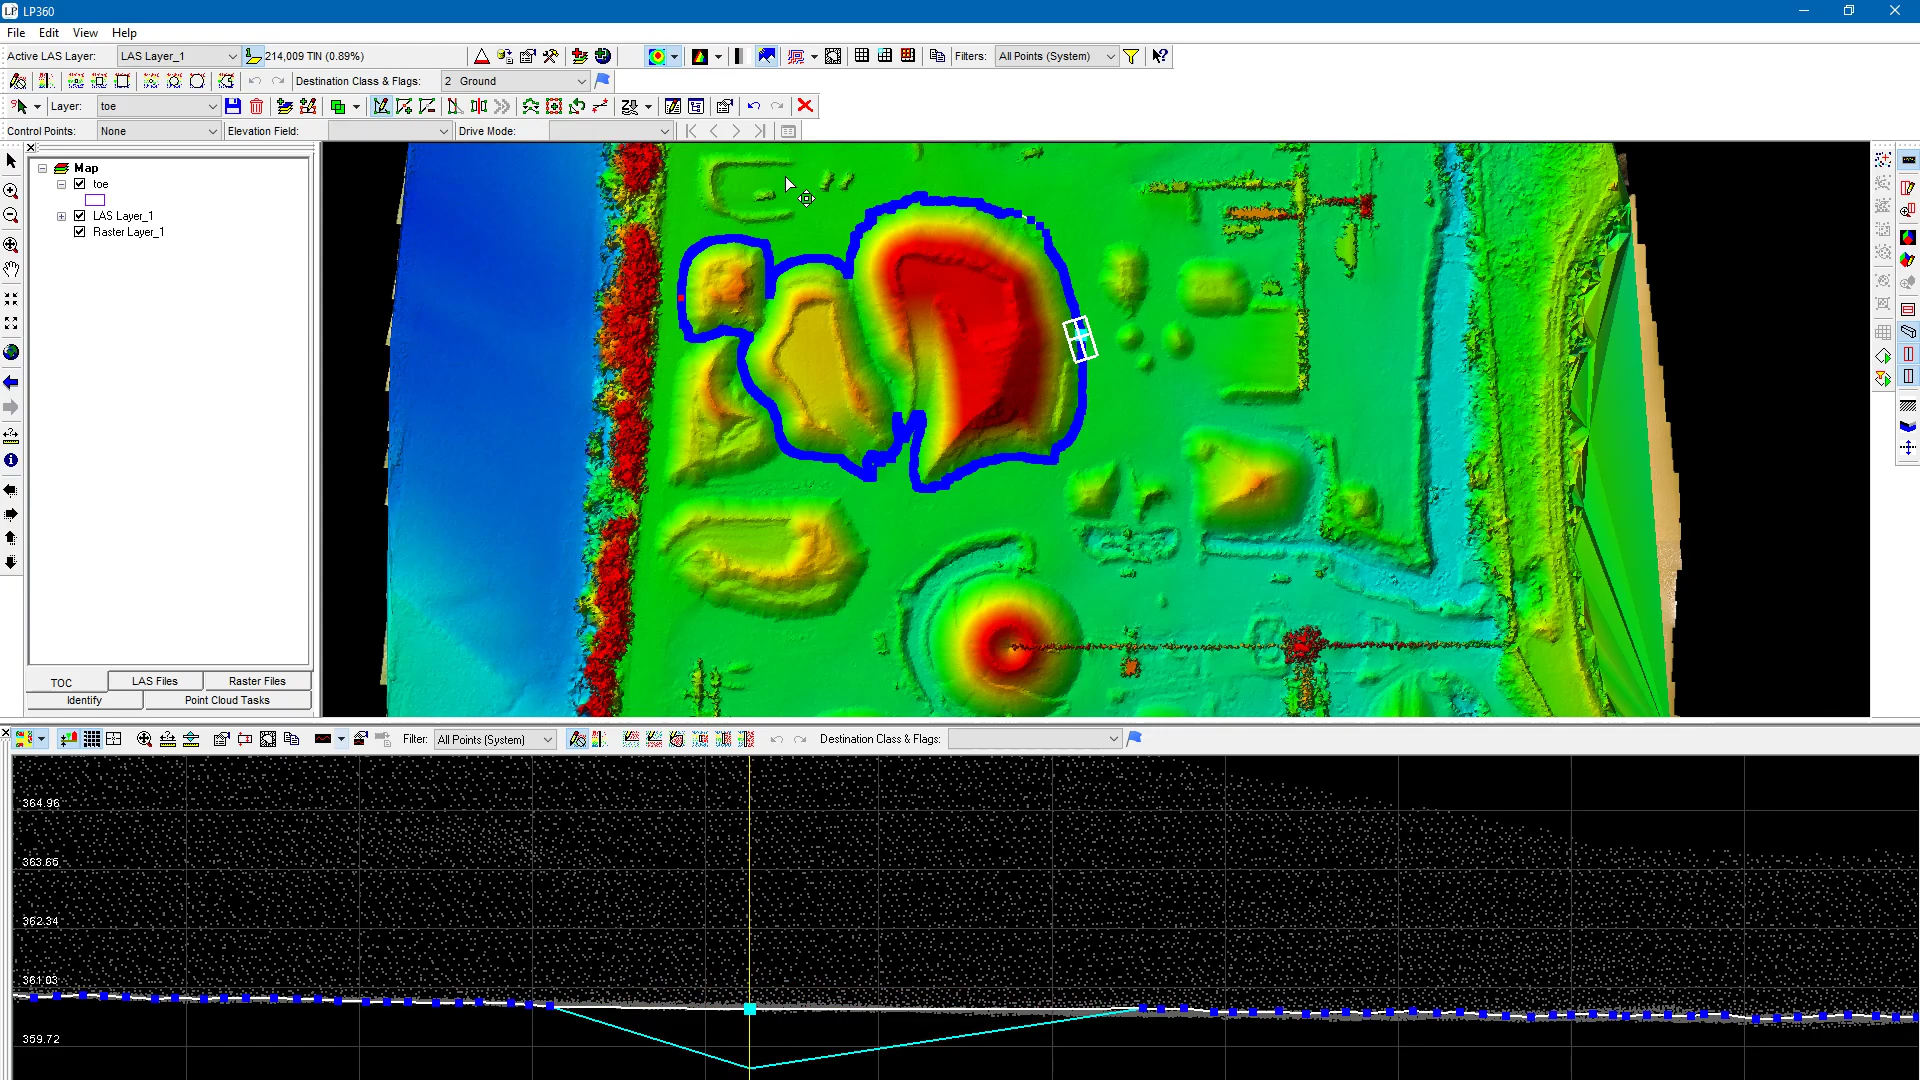 LP LP360
File Edit View Help
Active LAS Layer: LAS Layer_1 214,009 TIN (0.89%) Filters: All Points (System)
Destination Class & Flags: 2 Ground
Layer: toe
Control Points: None Elevation Field: Drive Mode:
Map
toe
LAS Layer_1
Raster Layer_1
TOC LAS Files Raster Files
Identify Point Cloud Tasks
Filter: All Points (System) Destination Class & Flags:
364.96
363.65
362.34
361.03
359.72